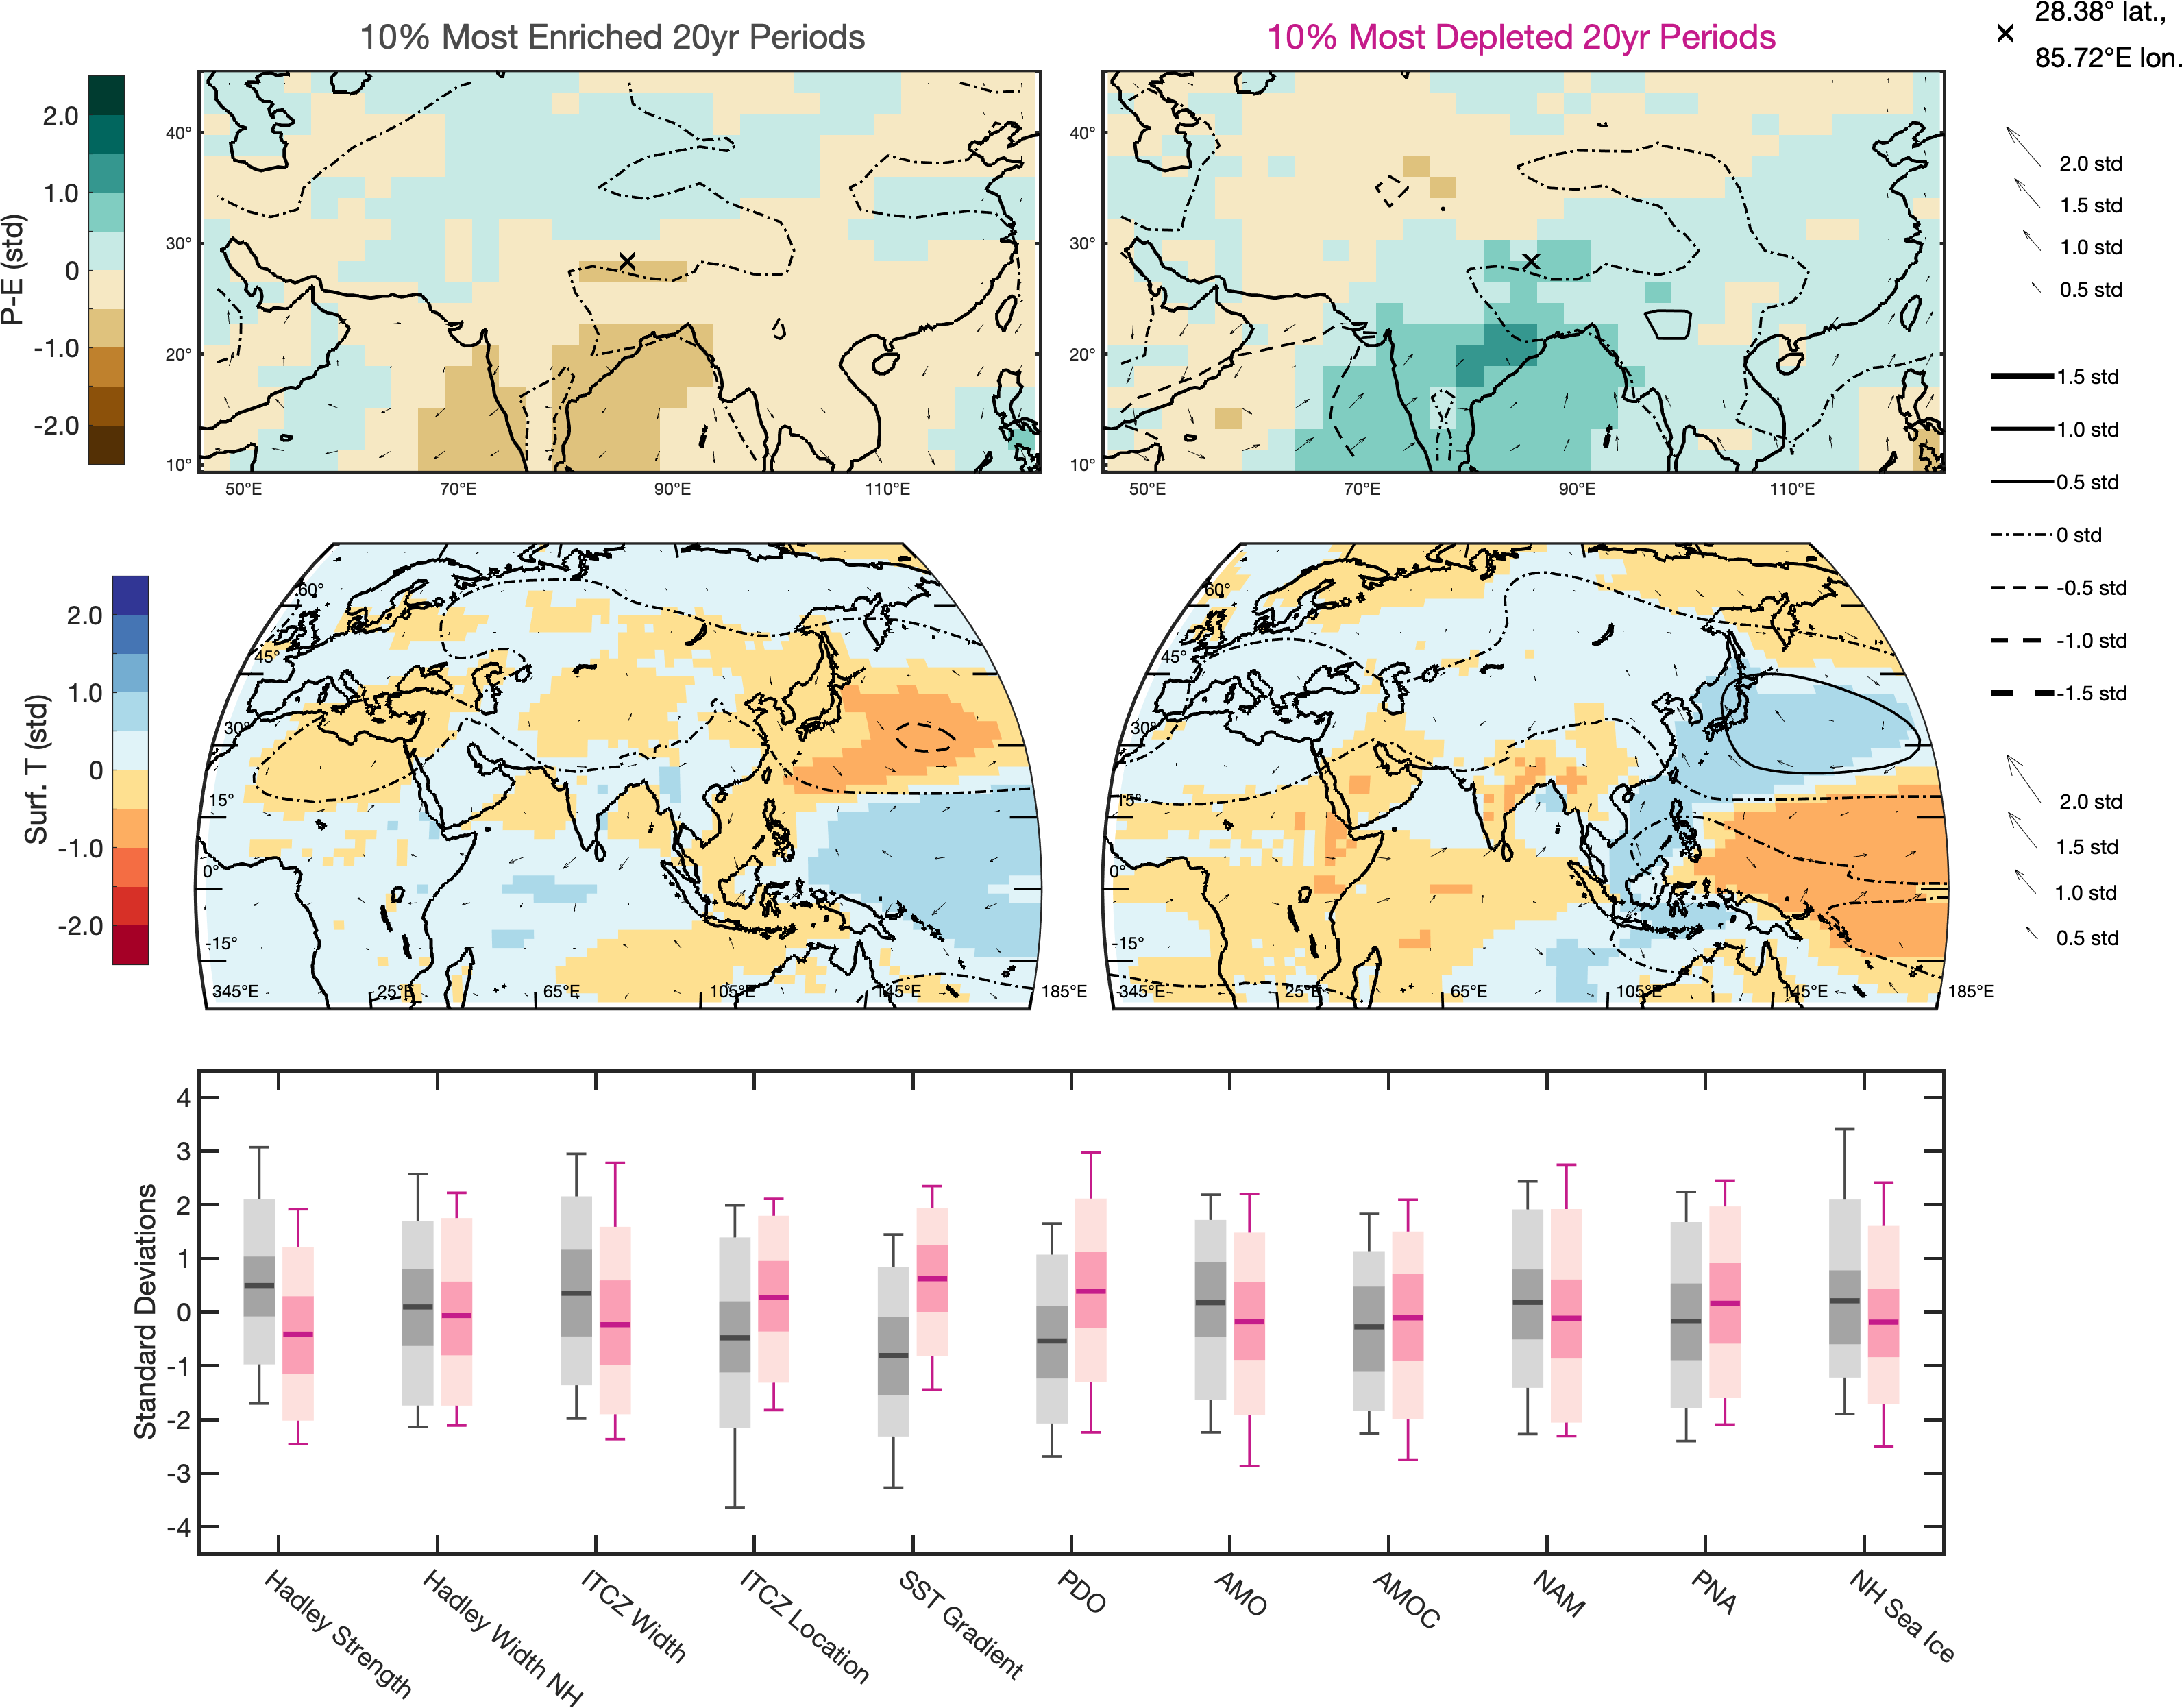 10% Most Enriched 20yr Periods
10% Most Depleted 20yr Periods
28.38° lat.,
85.72°E lon.
P-E (std)
2.0
1.0
0
-1.0
-2.0
40°
30°
20°
10°
50°E
70°E
90°E
110°E
40°
30°
20°
10°
50°E
70°E
90°E
110°E
2.0 std
1.5 std
1.0 std
0.5 std
1.5 std
1.0 std
0.5 std
0 std
-0.5 std
-1.0 std
-1.5 std
Surf. T (std)
2.0
1.0
0
-1.0
-2.0
60°
45°
30°
15°
0°
-15°
345°E
25°E
65°E
105°E
145°E
185°E
60°
45°
30°
15°
0°
-15°
345°E
25°E
65°E
105°E
145°E
185°E
2.0 std
1.5 std
1.0 std
0.5 std
Standard Deviations
4
3
2
1
0
-1
-2
-3
-4
Hadley Strength
Hadley Width NH
ITCZ Width
ITCZ Location
SST Gradient
PDO
AMO
AMOC
NAM
PNA
NH Sea Ice